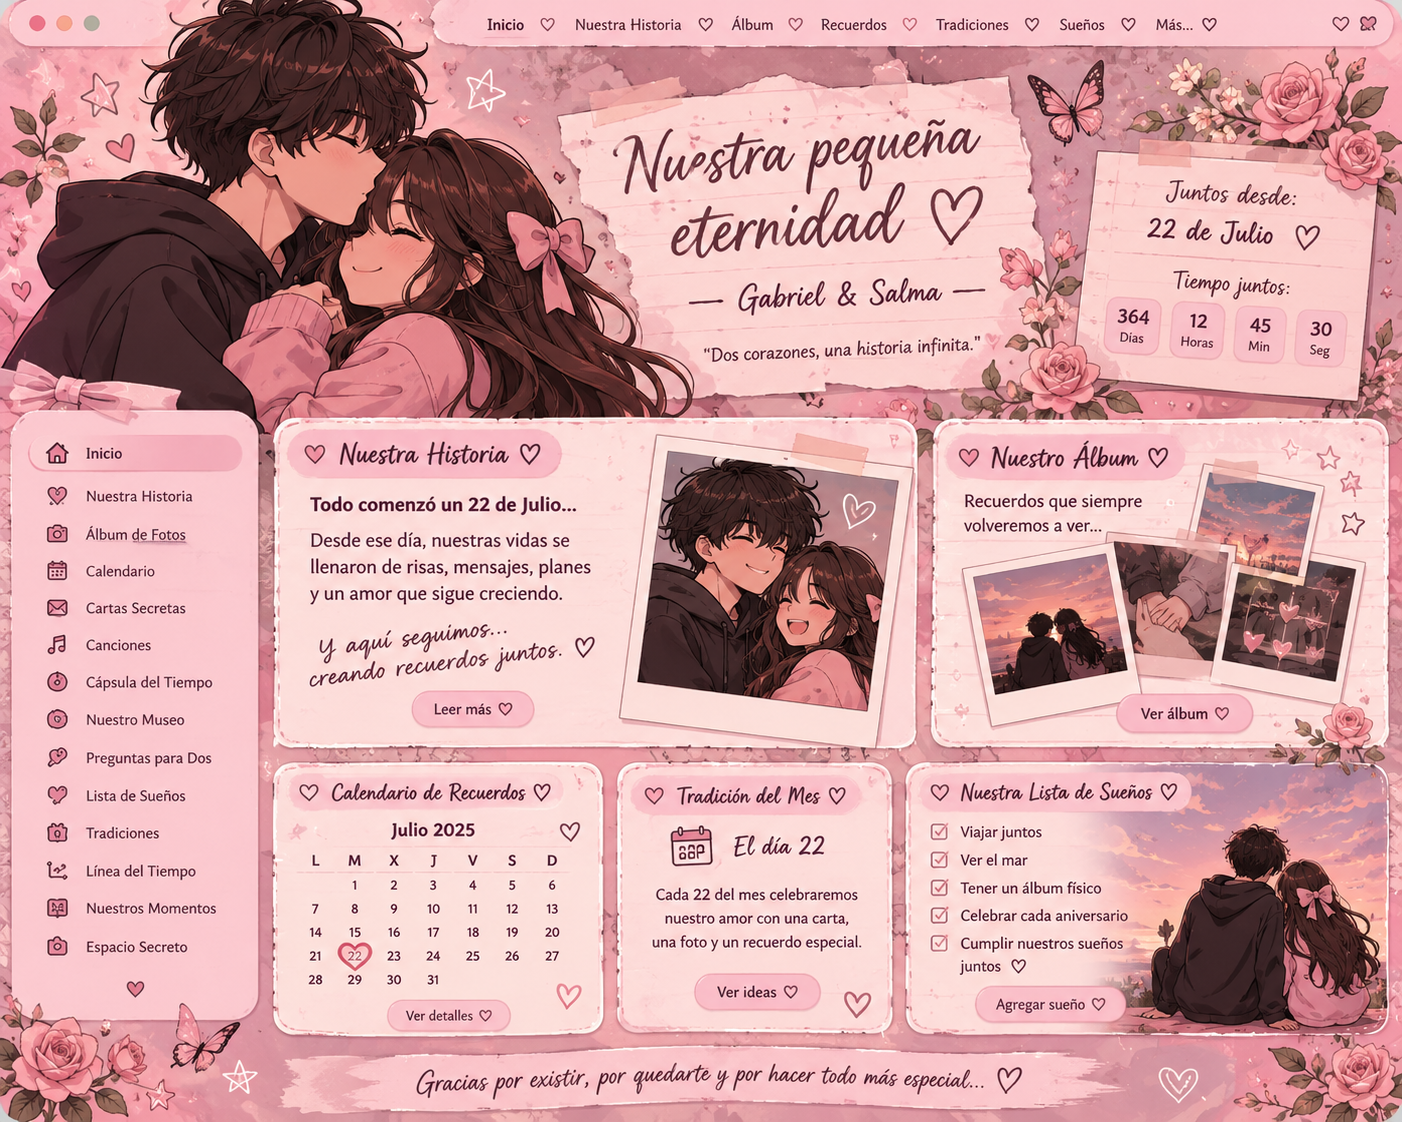 Inicio
Nuestra Historia
Álbum
Recuerdos
Tradiciones
Sueños
Más...
Nuestra pequeña
eternidad
— Gabriel & Salma —
"Dos corazones, una historia infinita."
Juntos desde:
22 de Julio
Tiempo juntos:
364 12 45 30
Días Horas Min Seg
Inicio
Nuestra Historia
Álbum de Fotos
Calendario
Cartas Secretas
Canciones
Cápsula del Tiempo
Nuestro Museo
Preguntas para Dos
Lista de Sueños
Tradiciones
Línea del Tiempo
Nuestros Momentos
Espacio Secreto
Nuestra Historia
Todo comenzó un 22 de Julio...
Desde ese día, nuestras vidas se
llenaron de risas, mensajes, planes
y un amor que sigue creciendo.
Y aquí seguimos...
creando recuerdos juntos.
Leer más
Nuestro Álbum
Recuerdos que siempre
volveremos a ver...
Ver álbum
Calendario de Recuerdos
Julio 2025
L M X J V S D
1 2 3 4 5 6
7 8 9 10 11 12 13
14 15 16 17 18 19 20
21 22 23 24 25 26 27
28 29 30 31
Ver detalles
Tradición del Mes
El día 22
Cada 22 del mes celebraremos
nuestro amor con una carta,
una foto y un recuerdo especial.
Ver ideas
Nuestra Lista de Sueños
Viajar juntos
Ver el mar
Tener un álbum físico
Celebrar cada aniversario
Cumplir nuestros sueños
juntos
Agregar sueño
Gracias por existir, por quedarte y por hacer todo más especial...